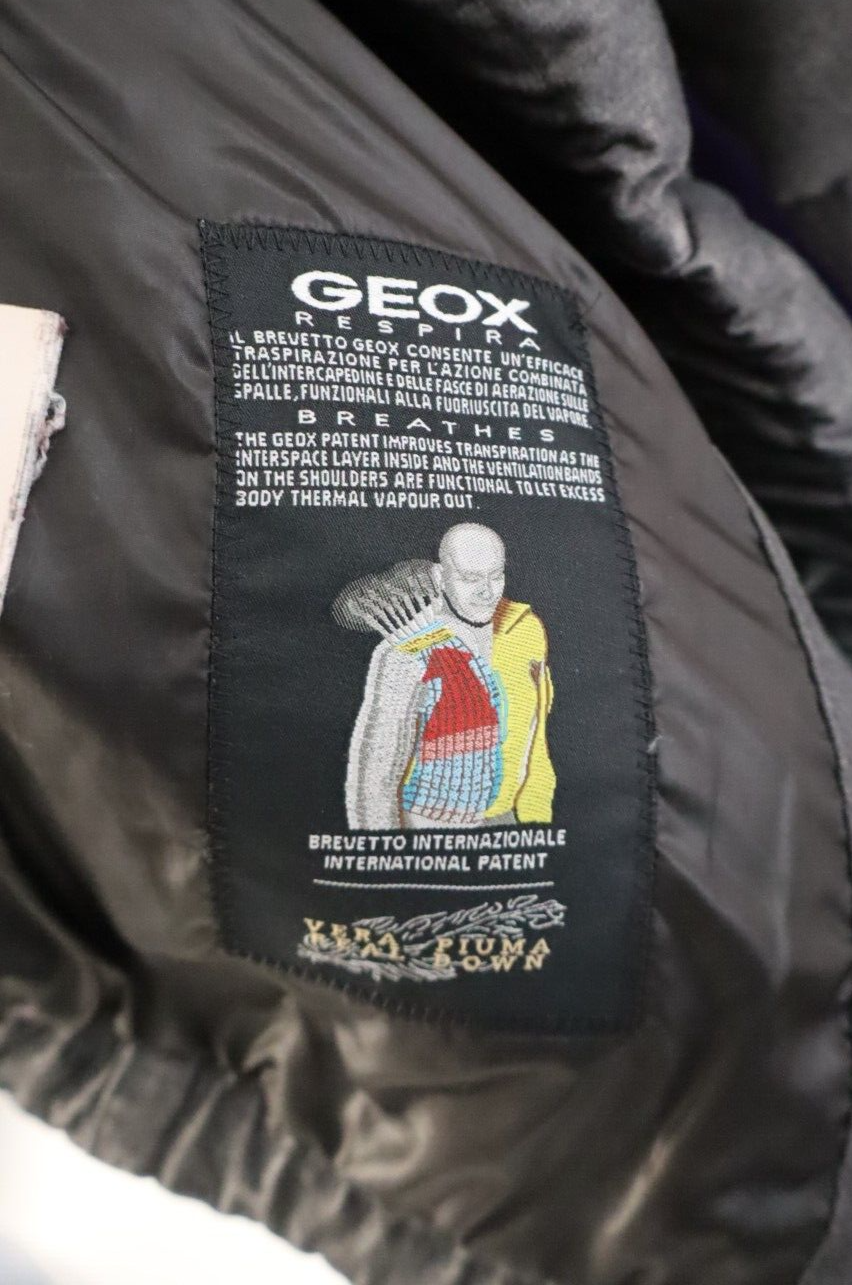 GEOX
RESPIRA
IL BREVETTO GEOX CONSENTE UN'EFFICACE
TRASPIRAZIONE PER L'AZIONE COMBINATA
DELL'INTERCAPEDINE E DELLE FASCE DI AERAZIONE SULLE
SPALLE, FUNZIONALI ALLA FUORIUSCITA DEL VAPORE.
BREATHES
THE GEOX PATENT IMPROVES TRANSPIRATION AS THE
INTERSPACE LAYER INSIDE AND THE VENTILATION BANDS
ON THE SHOULDERS ARE FUNCTIONAL TO LET EXCESS
BODY THERMAL VAPOUR OUT.
BREVETTO INTERNAZIONALE
INTERNATIONAL PATENT
VERA PIUMA
REAL DOWN